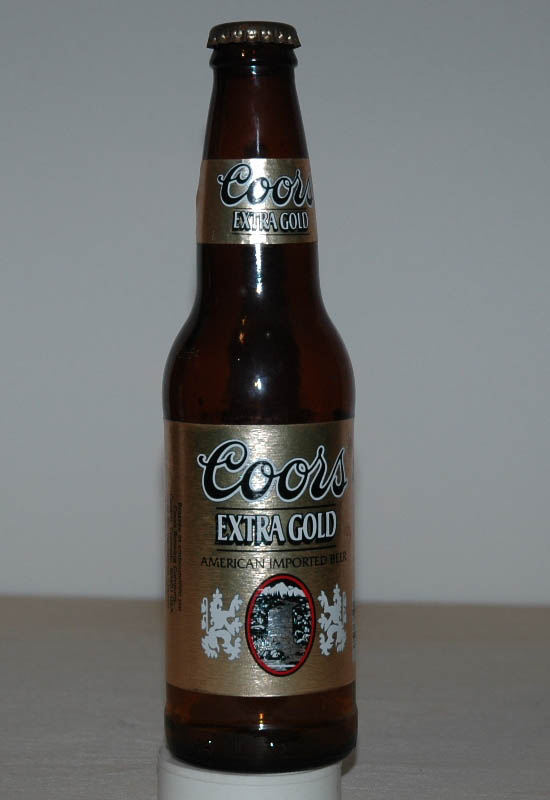 Coors
EXTRA GOLD
Coors
EXTRA GOLD
AMERICAN IMPORTED BEER